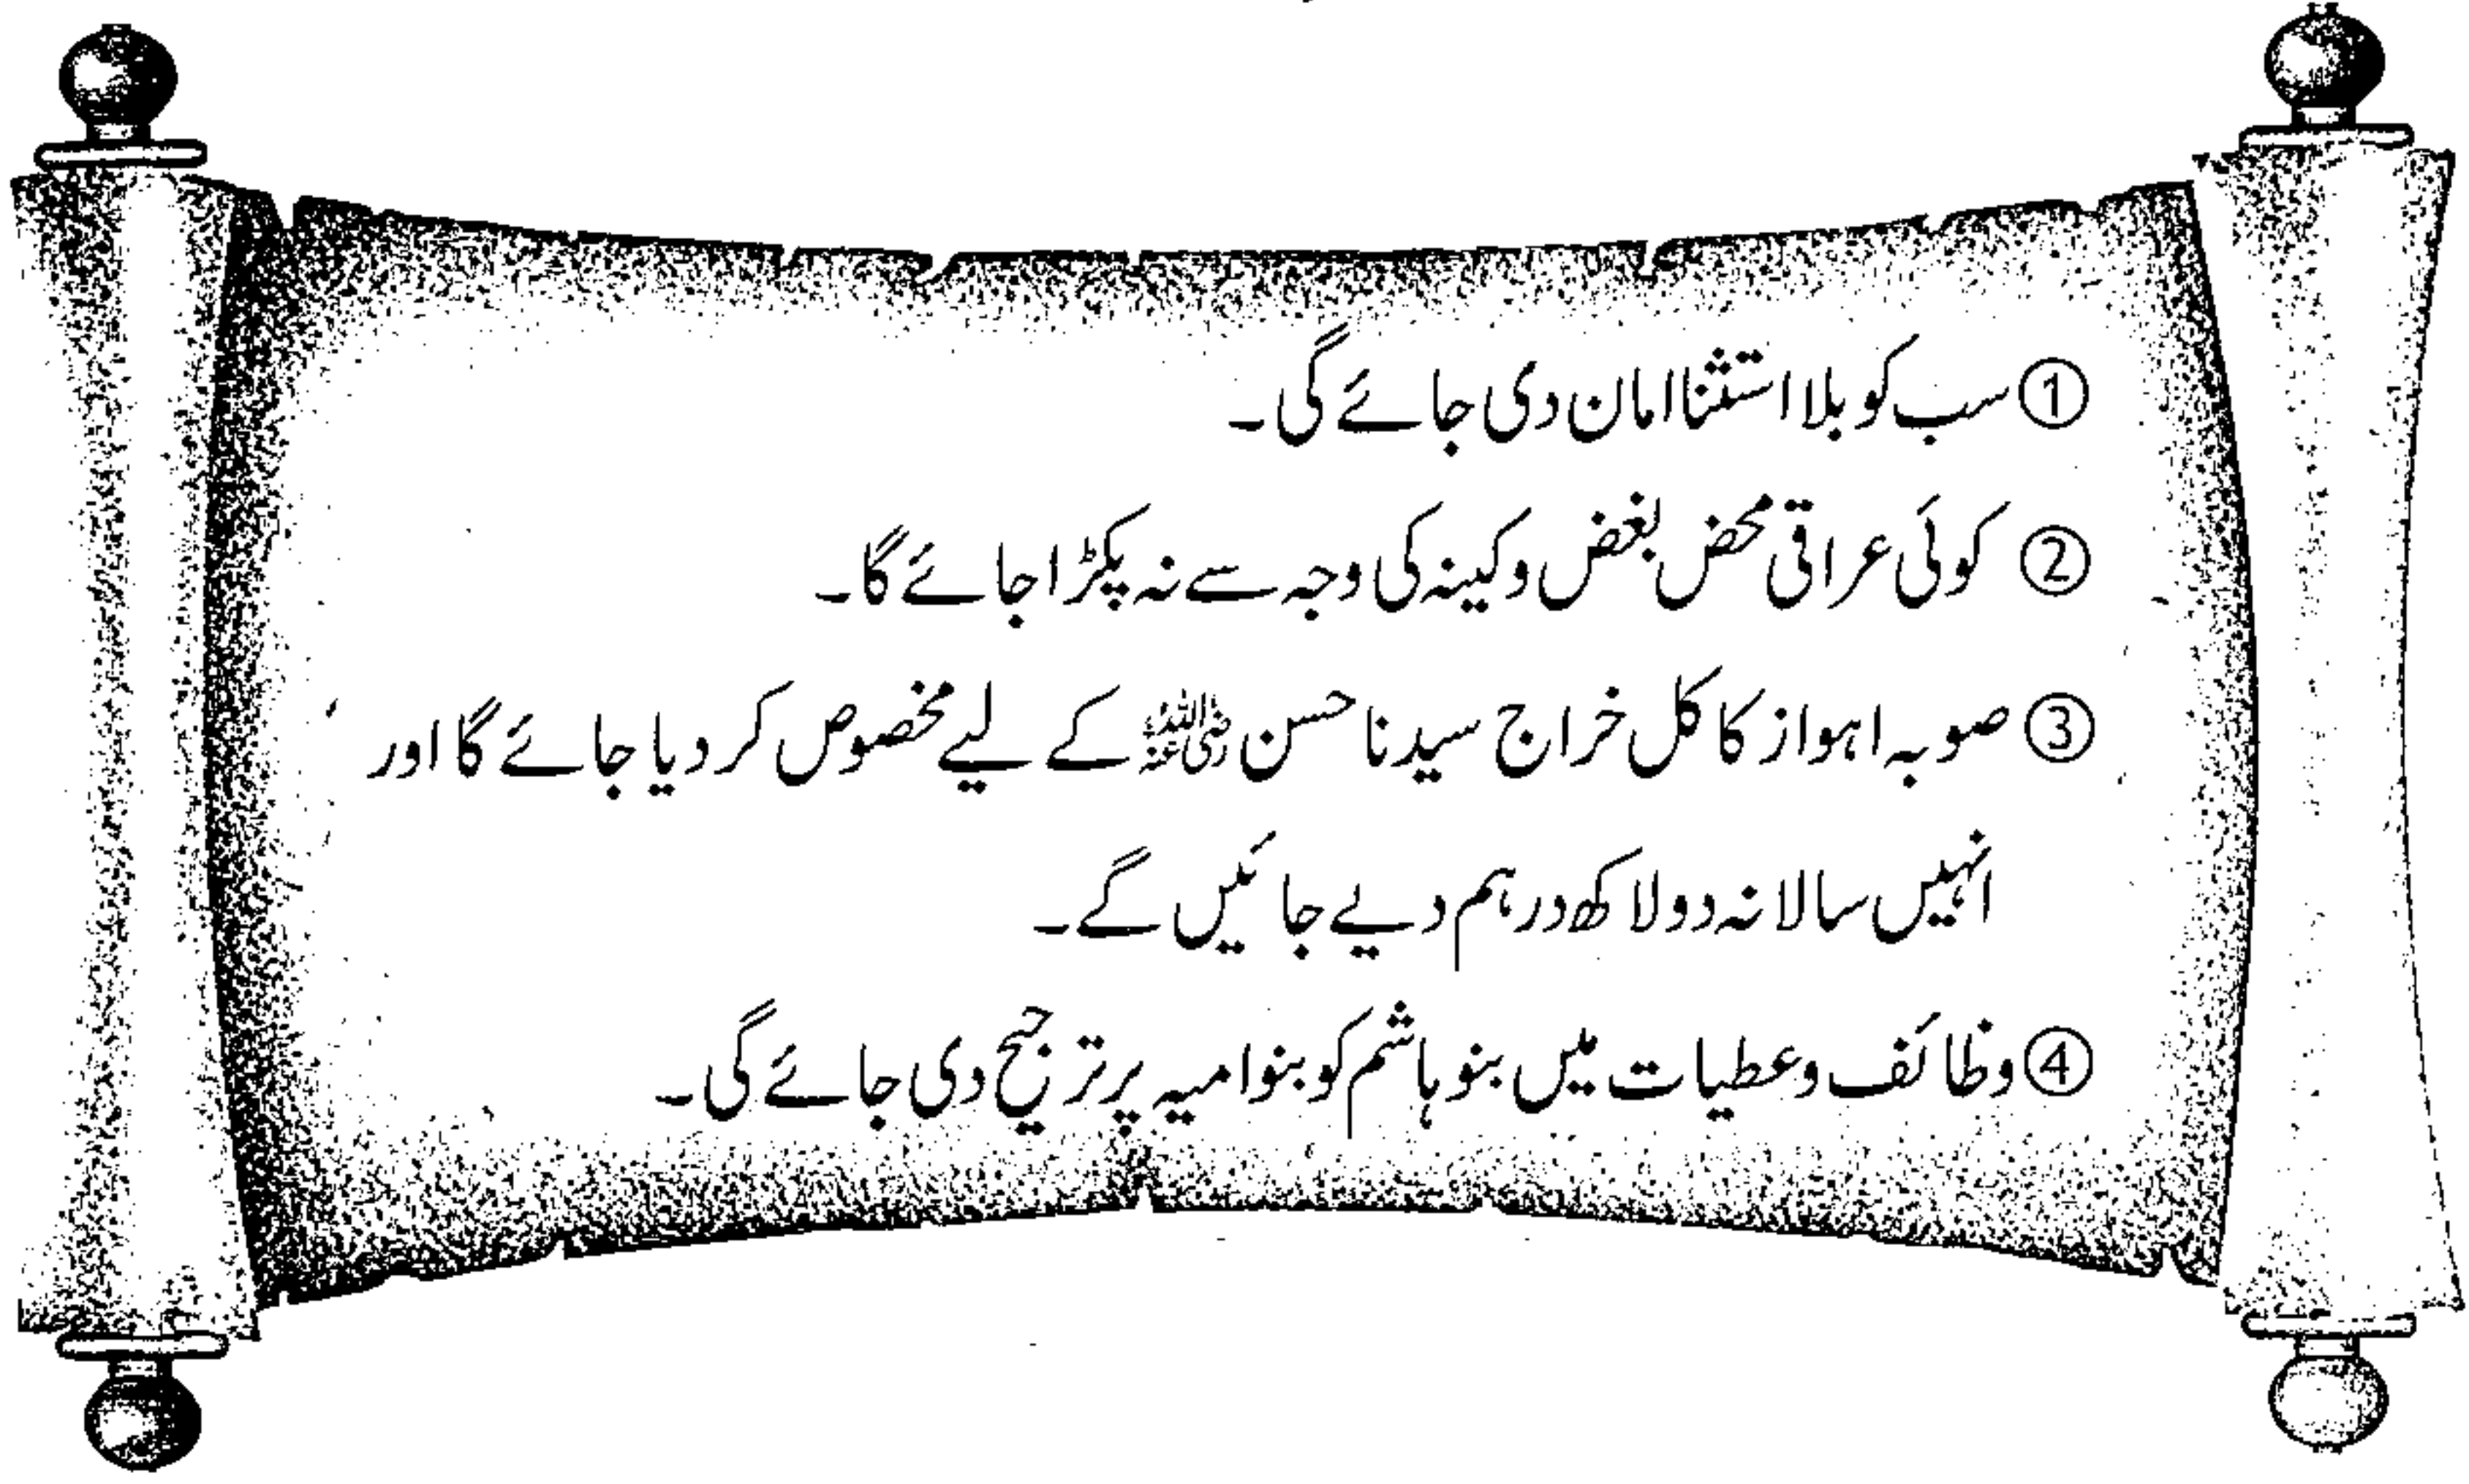 ① سب کو بلا استثنا امان دی جائے گی۔
② کوئی عراقی محض بغض و کینہ کی وجہ سے نہ پکڑا جائے گا۔
③ صوبہ اہواز کا کل خراج سیدنا حسن رضی اللہ عنہ کے لیے مخصوص کر دیا جائے گا اور
انہیں سالانہ دو لاکھ درہم دیے جائیں گے۔
④ وظائف و عطیات میں بنو ہاشم کو بنو امیہ پر ترجیح دی جائے گی۔